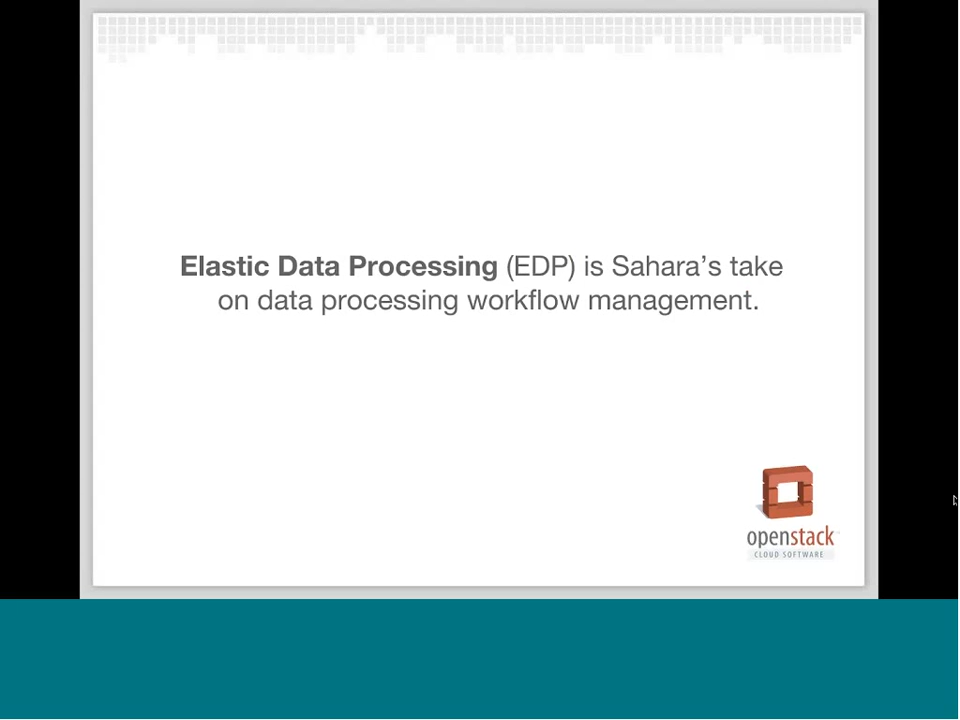 Elastic Data Processing (EDP) is Sahara’s take
on data processing workflow management.
openstack
CLOUD SOFTWARE